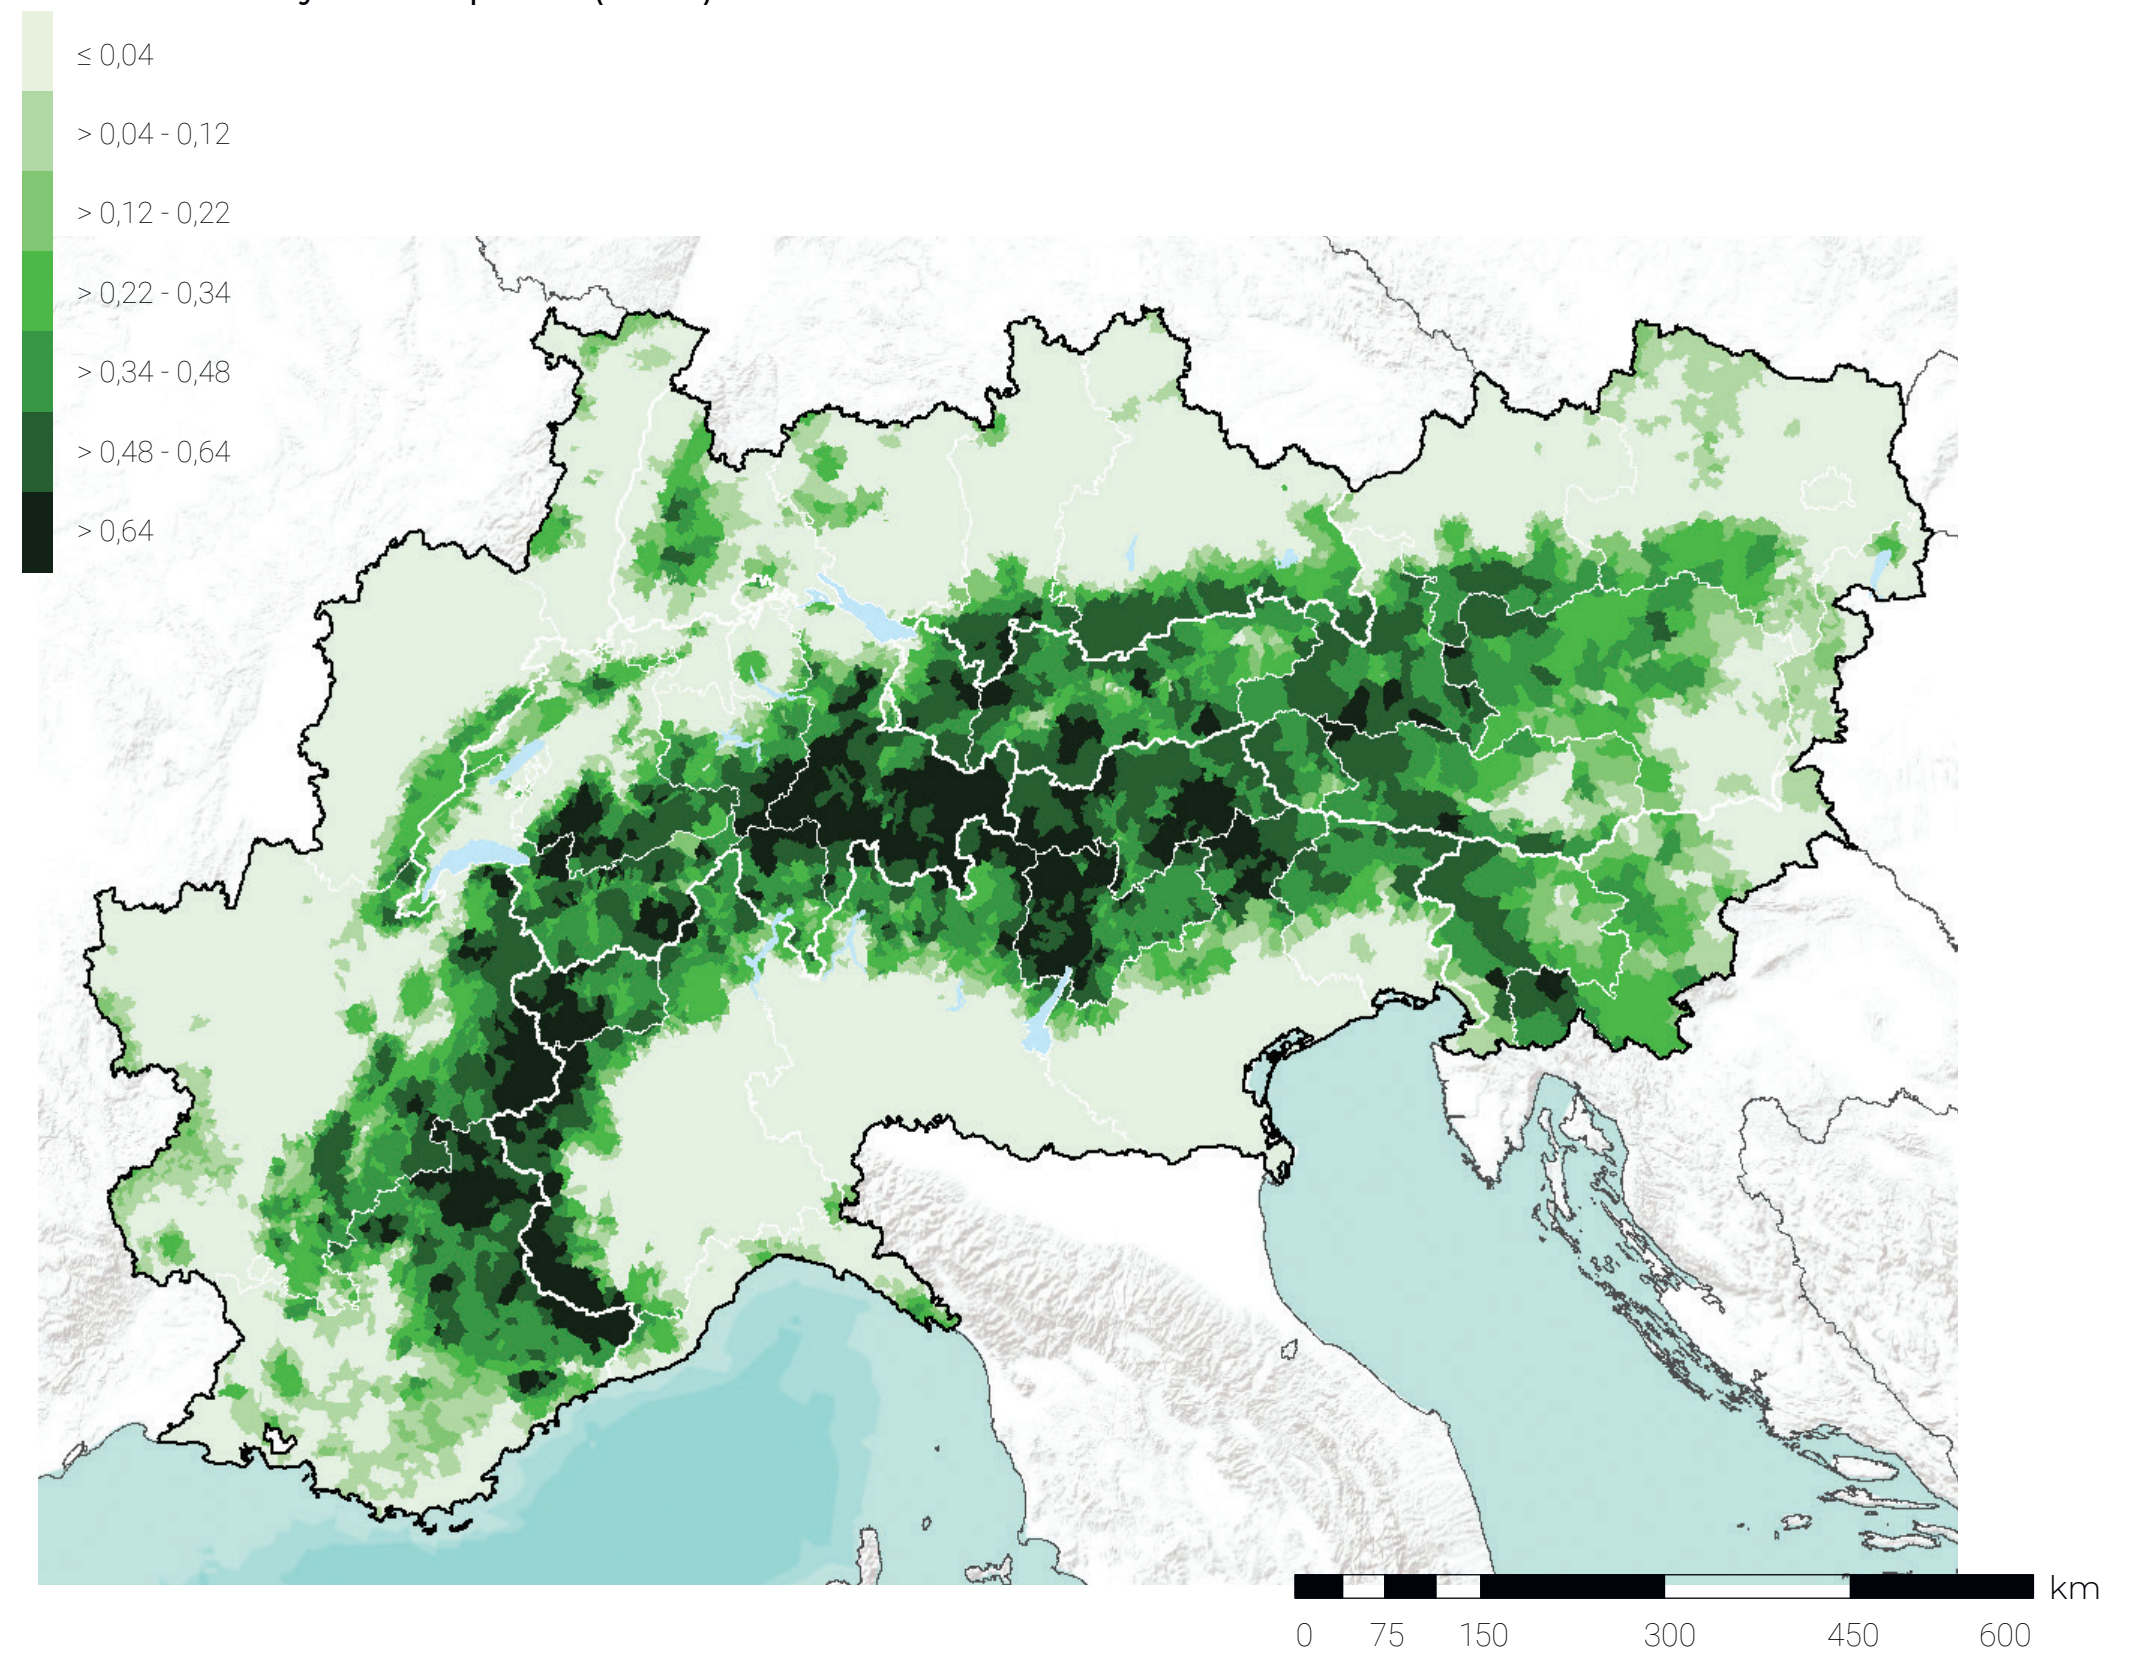 ≤ 0,04
> 0,04 - 0,12
> 0,12 - 0,22
> 0,22 - 0,34
> 0,34 - 0,48
> 0,48 - 0,64
> 0,64
km
0 75 150 300 450 600